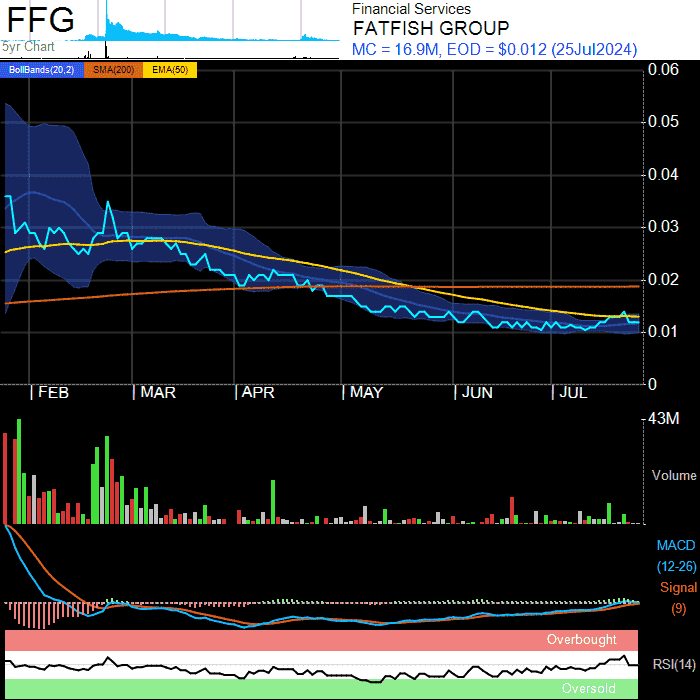 FFG
5yr Chart
Financial Services
FATFISH GROUP
MC = 16.9M, EOD = $0.012 (25Jul2024)
BollBands(20,2) SMA(200) EMA(50)
0.06
0.05
0.04
0.03
0.02
0.01
0
FEB MAR APR MAY JUN JUL
43M
Volume
MACD
(12-26)
Signal
(9)
Overbought
RSI(14)
Oversold